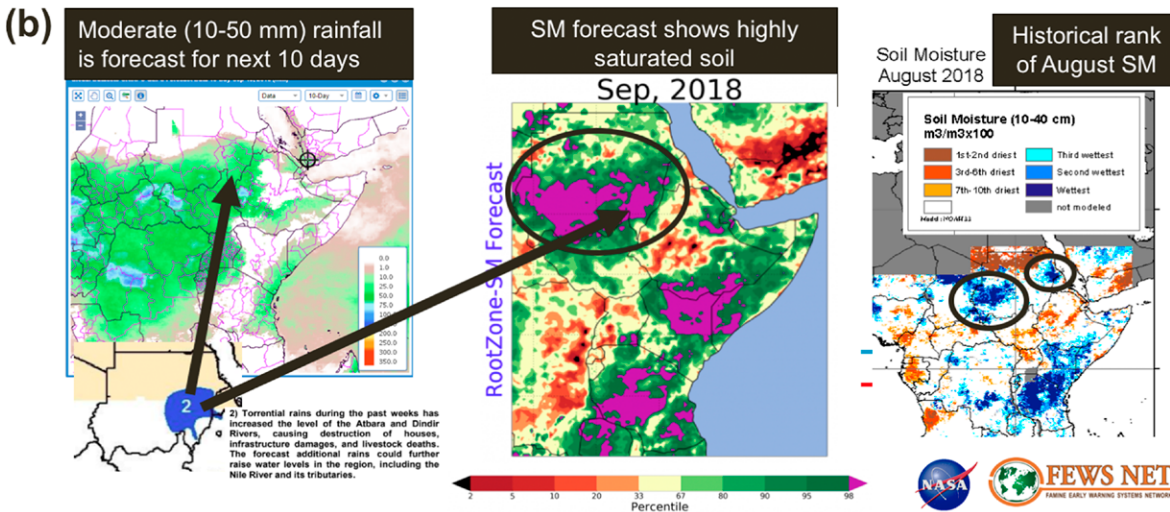 (b)
Moderate (10-50 mm) rainfall
is forecast for next 10 days
Data
10-Day
0.0
1.0
10.0
25.0
50.0
75.0
100.0
150.0
200.0
250.0
300.0
350.0
2
2) Torrential rains during the past weeks has
increased the level of the Atbara and Dindir
Rivers, causing destruction of houses,
infrastructure damages, and livestock deaths.
The forecast additional rains could further
raise water levels in the region, including the
Nile River and its tributaries.
SM forecast shows highly
saturated soil
Sep, 2018
RootZone-SM Forecast
2 5 10 20 33 67 80 90 95 98
Percentile
Soil Moisture
August 2018
Historical rank
of August SM
Soil Moisture (10-40 cm)
m3/m3x100
1st-2nd driest
3rd-6th driest
7th-10th driest
Third wettest
Second wettest
Wettest
not modeled
NASA
FEWS NET
FAMINE EARLY WARNING SYSTEMS NETWORK